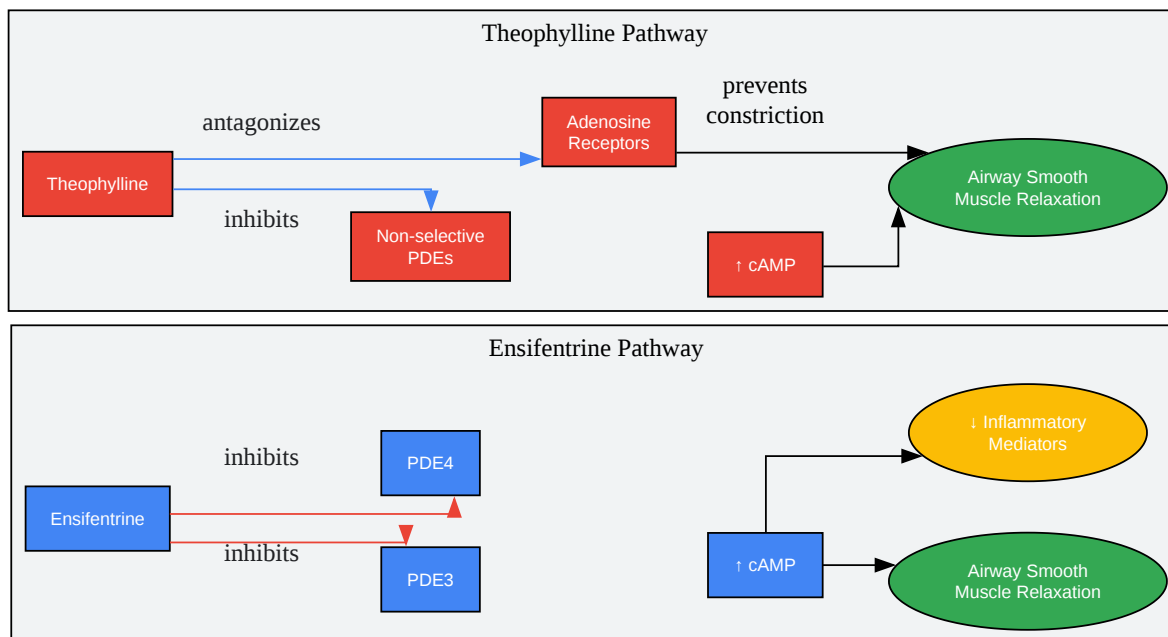 Theophylline Pathway
prevents
constriction
antagonizes
Adenosine
Receptors
Theophylline
Airway Smooth
Muscle Relaxation
inhibits
Non-selective
PDEs
↑ cAMP
Ensifentrine Pathway
↓ Inflammatory
Mediators
inhibits
PDE4
Ensifentrine
inhibits
PDE3
↑ cAMP
Airway Smooth
Muscle Relaxation